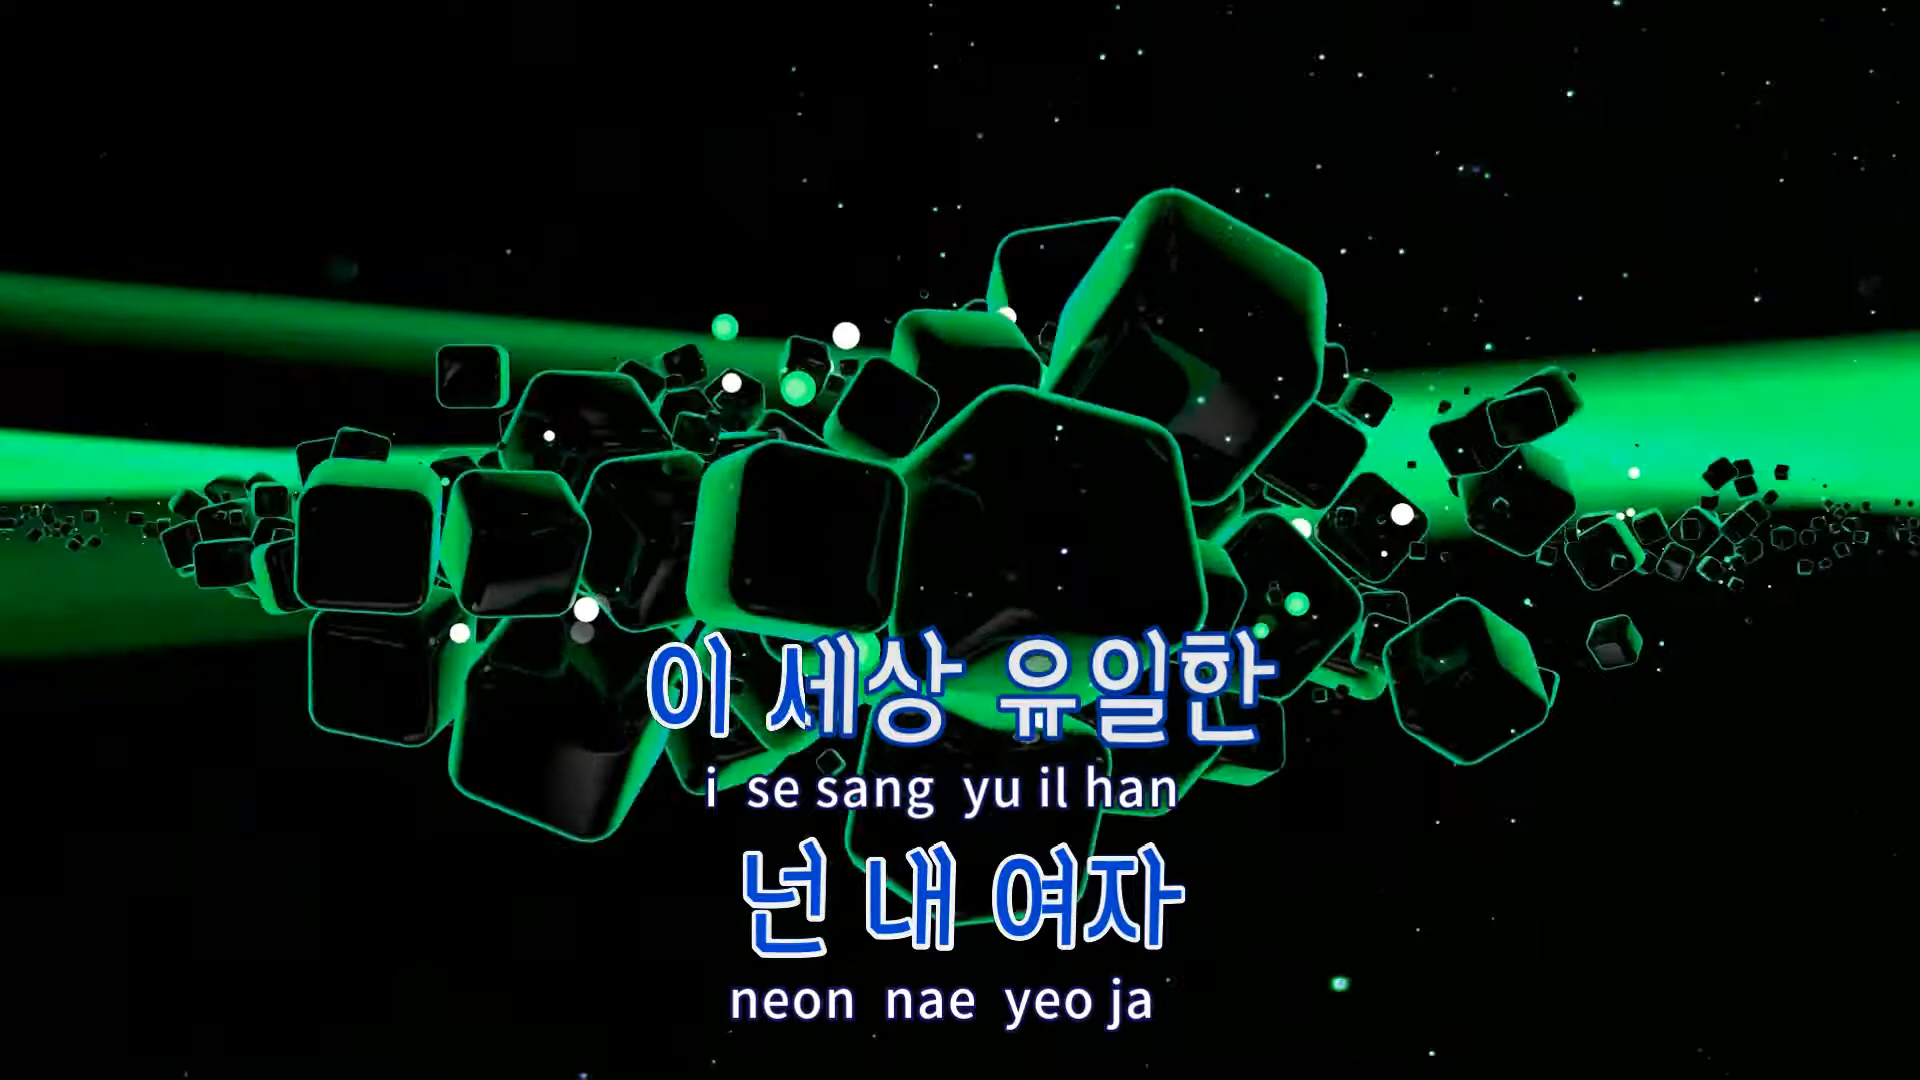 이 세상 유일한
i se sang yu il han
넌 내 여자
neon nae yeo ja